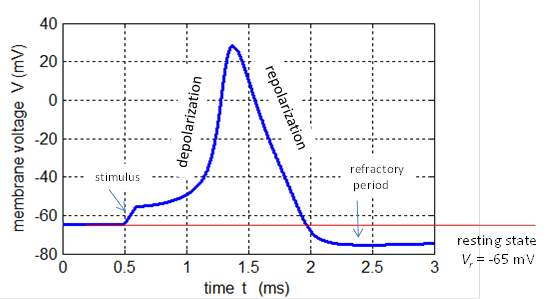 membrane voltage V (mV)
40
20
0
-20
-40
-60
-80
stimulus
depolarization
repolarization
refractory
period
resting state
Vr = -65 mV
0
0.5
1
1.5
2
2.5
3
time t (ms)